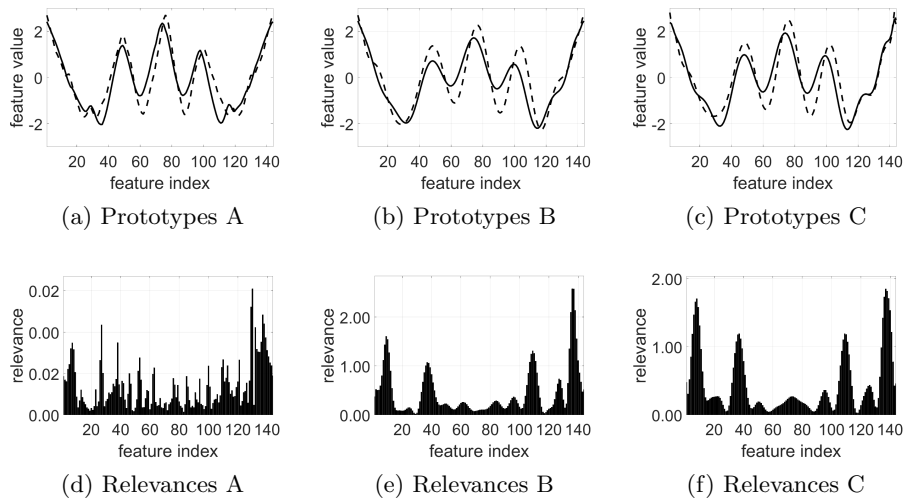 2
0
-2
feature value
20 40 60 80 100 120 140
feature index
(a) Prototypes A
2
0
-2
feature value
20 40 60 80 100 120 140
feature index
(b) Prototypes B
2
0
-2
feature value
20 40 60 80 100 120 140
feature index
(c) Prototypes C
0.02
0.00
0.02
0.00
relevance
20 40 60 80 100 120 140
feature index
(d) Relevances A
2.00
1.00
0.00
relevance
20 40 60 80 100 120 140
feature index
(e) Relevances B
2.00
1.00
0.00
relevance
20 40 60 80 100 120 140
feature index
(f) Relevances C